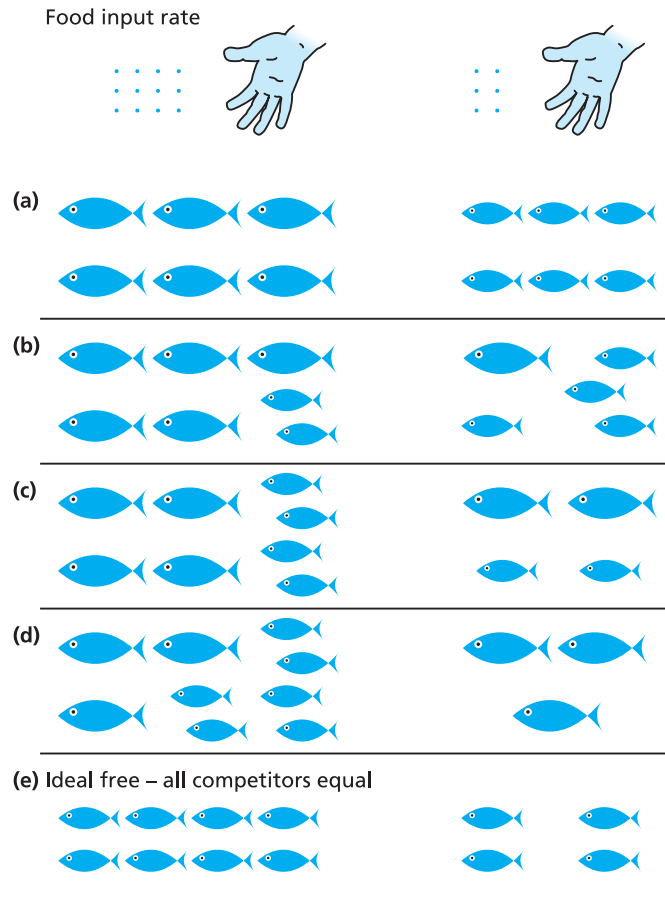 Food input rate
(a)
(b)
(c)
(d)
(e) Ideal free – all competitors equal